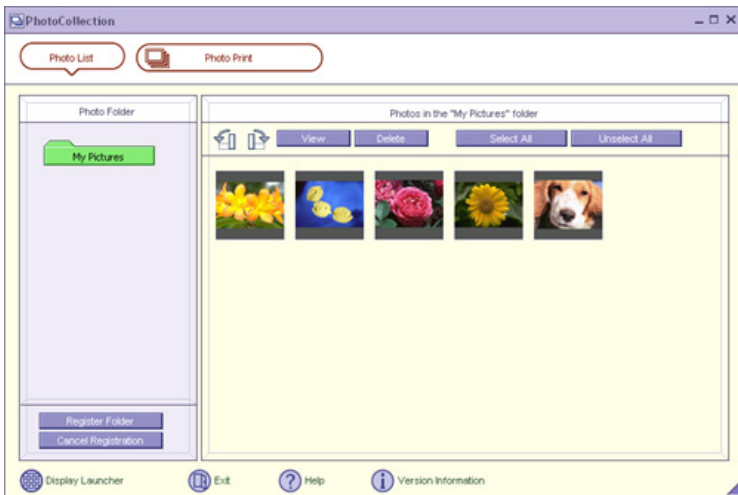 PhotoCollection
Photo List
Photo Print
Photo Folder
Photos in the "My Pictures" folder
View
Delete
Select All
Unselect All
My Pictures
Register Folder
Cancel Registration
Display Launcher
Exit
Help
Version Information